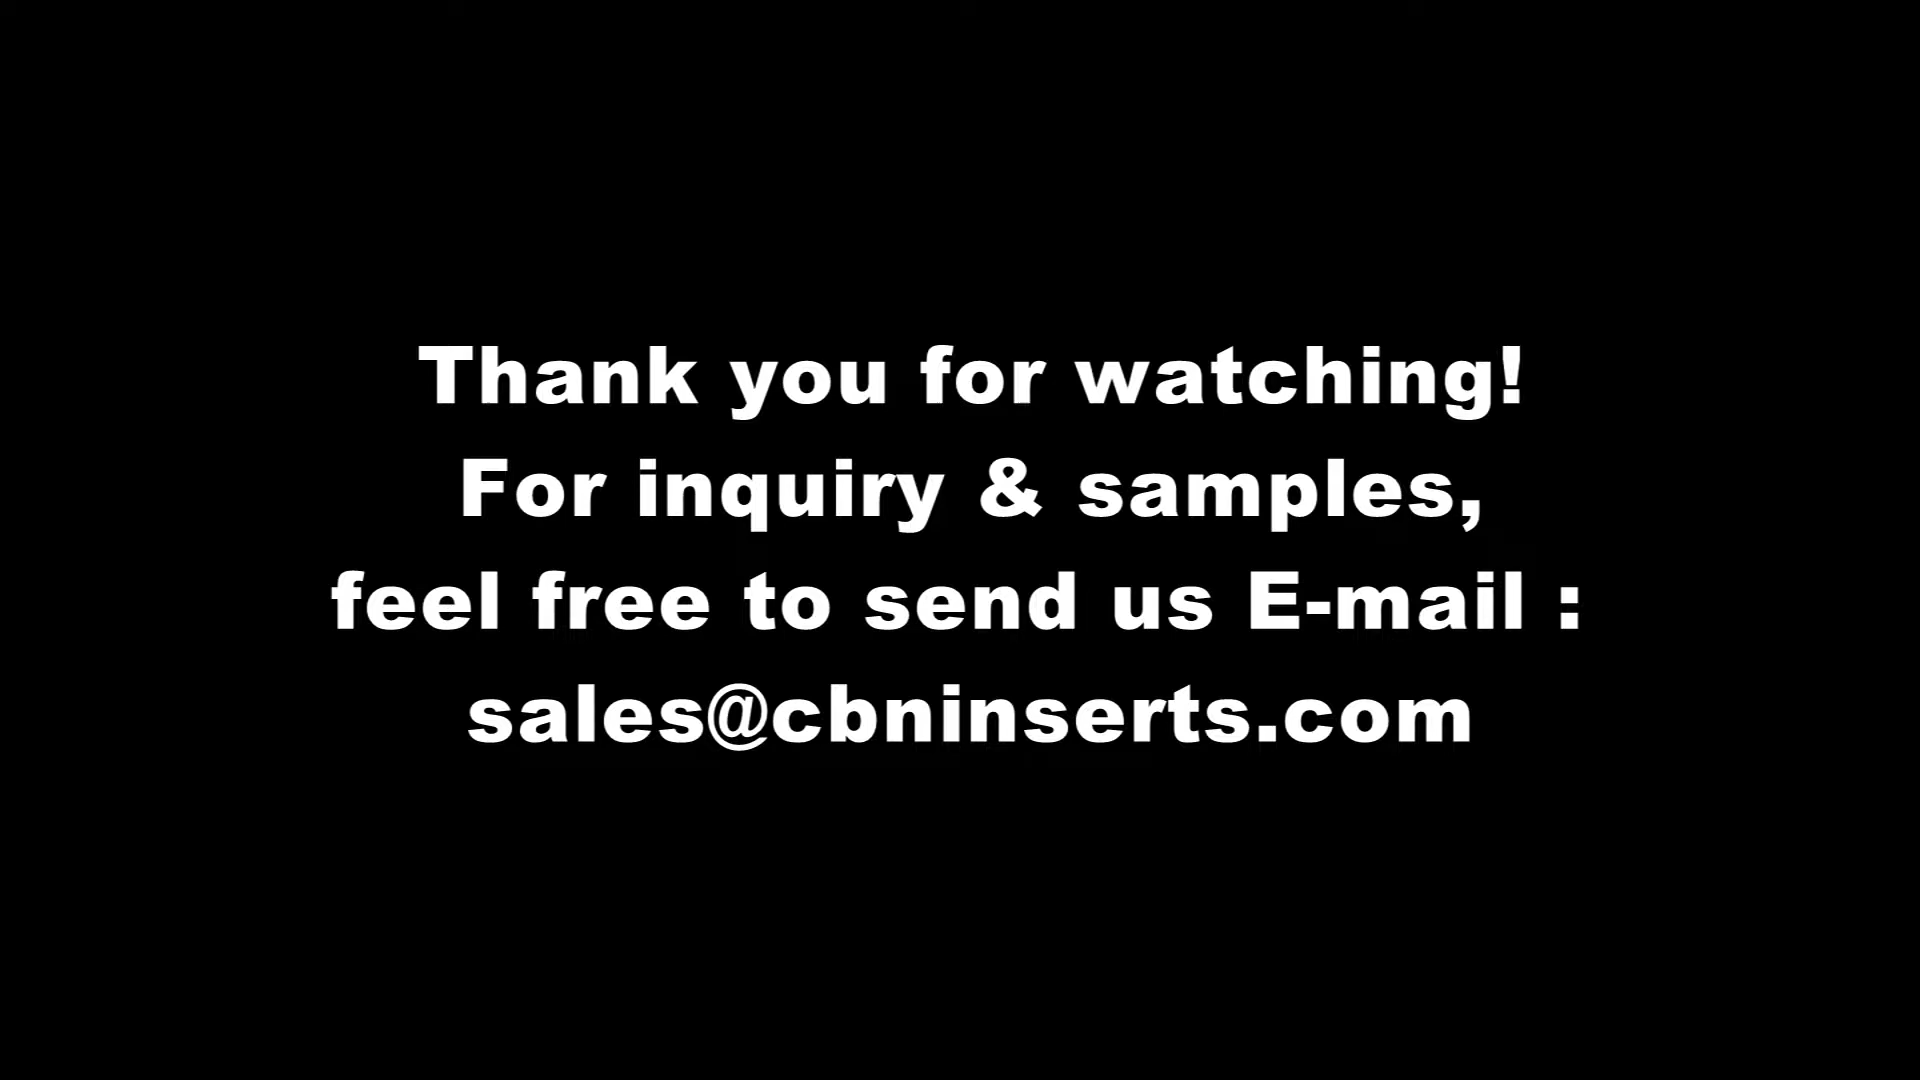 Thank you for watching!
For inquiry & samples,
feel free to send us E-mail :
sales@cbninserts.com